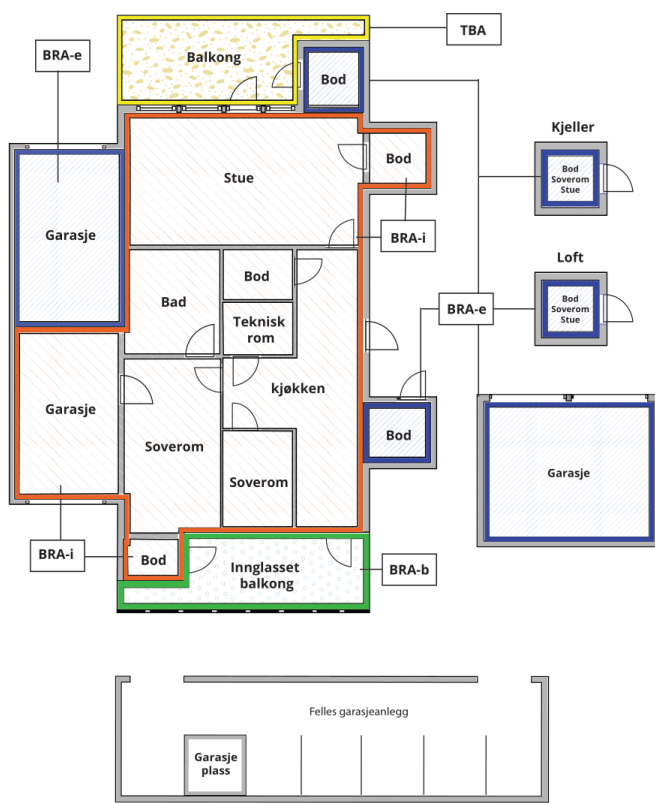 TBA
BRA-e
Balkong
Bod
Kjeller
Bod
Soverom
Stue
Stue
Bod
Garasje
BRA-i
Loft
Bod
Soverom
Stue
Bod
Bad
BRA-e
Teknisk
rom
Garasje
kjøkken
Soverom
Bod
Garasje
Soverom
BRA-i
Bod
Innglasset
balkong
BRA-b
Felles garasjeanlegg
Garasje
plass